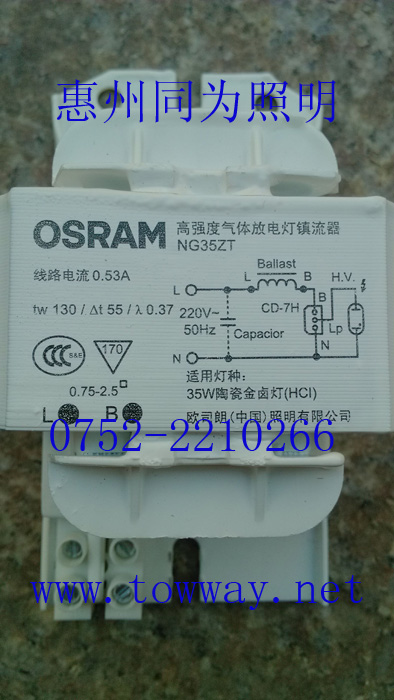 惠州同为照明
OSRAM
高强度气体放电灯镇流器
NG35ZT
线路电流 0.53A
tw 130 / Δt 55 / λ 0.37
Ballast
L
B
H.V.
L
220V~
50Hz
Capacior
CD-7H
B
Lp
N
N
CCC
S&E
170
0.75-2.5
适用灯种:
35W陶瓷金卤灯(HCI)
L
B
欧司朗(中国)照明有限公司
0752-2210266
www.towway.net